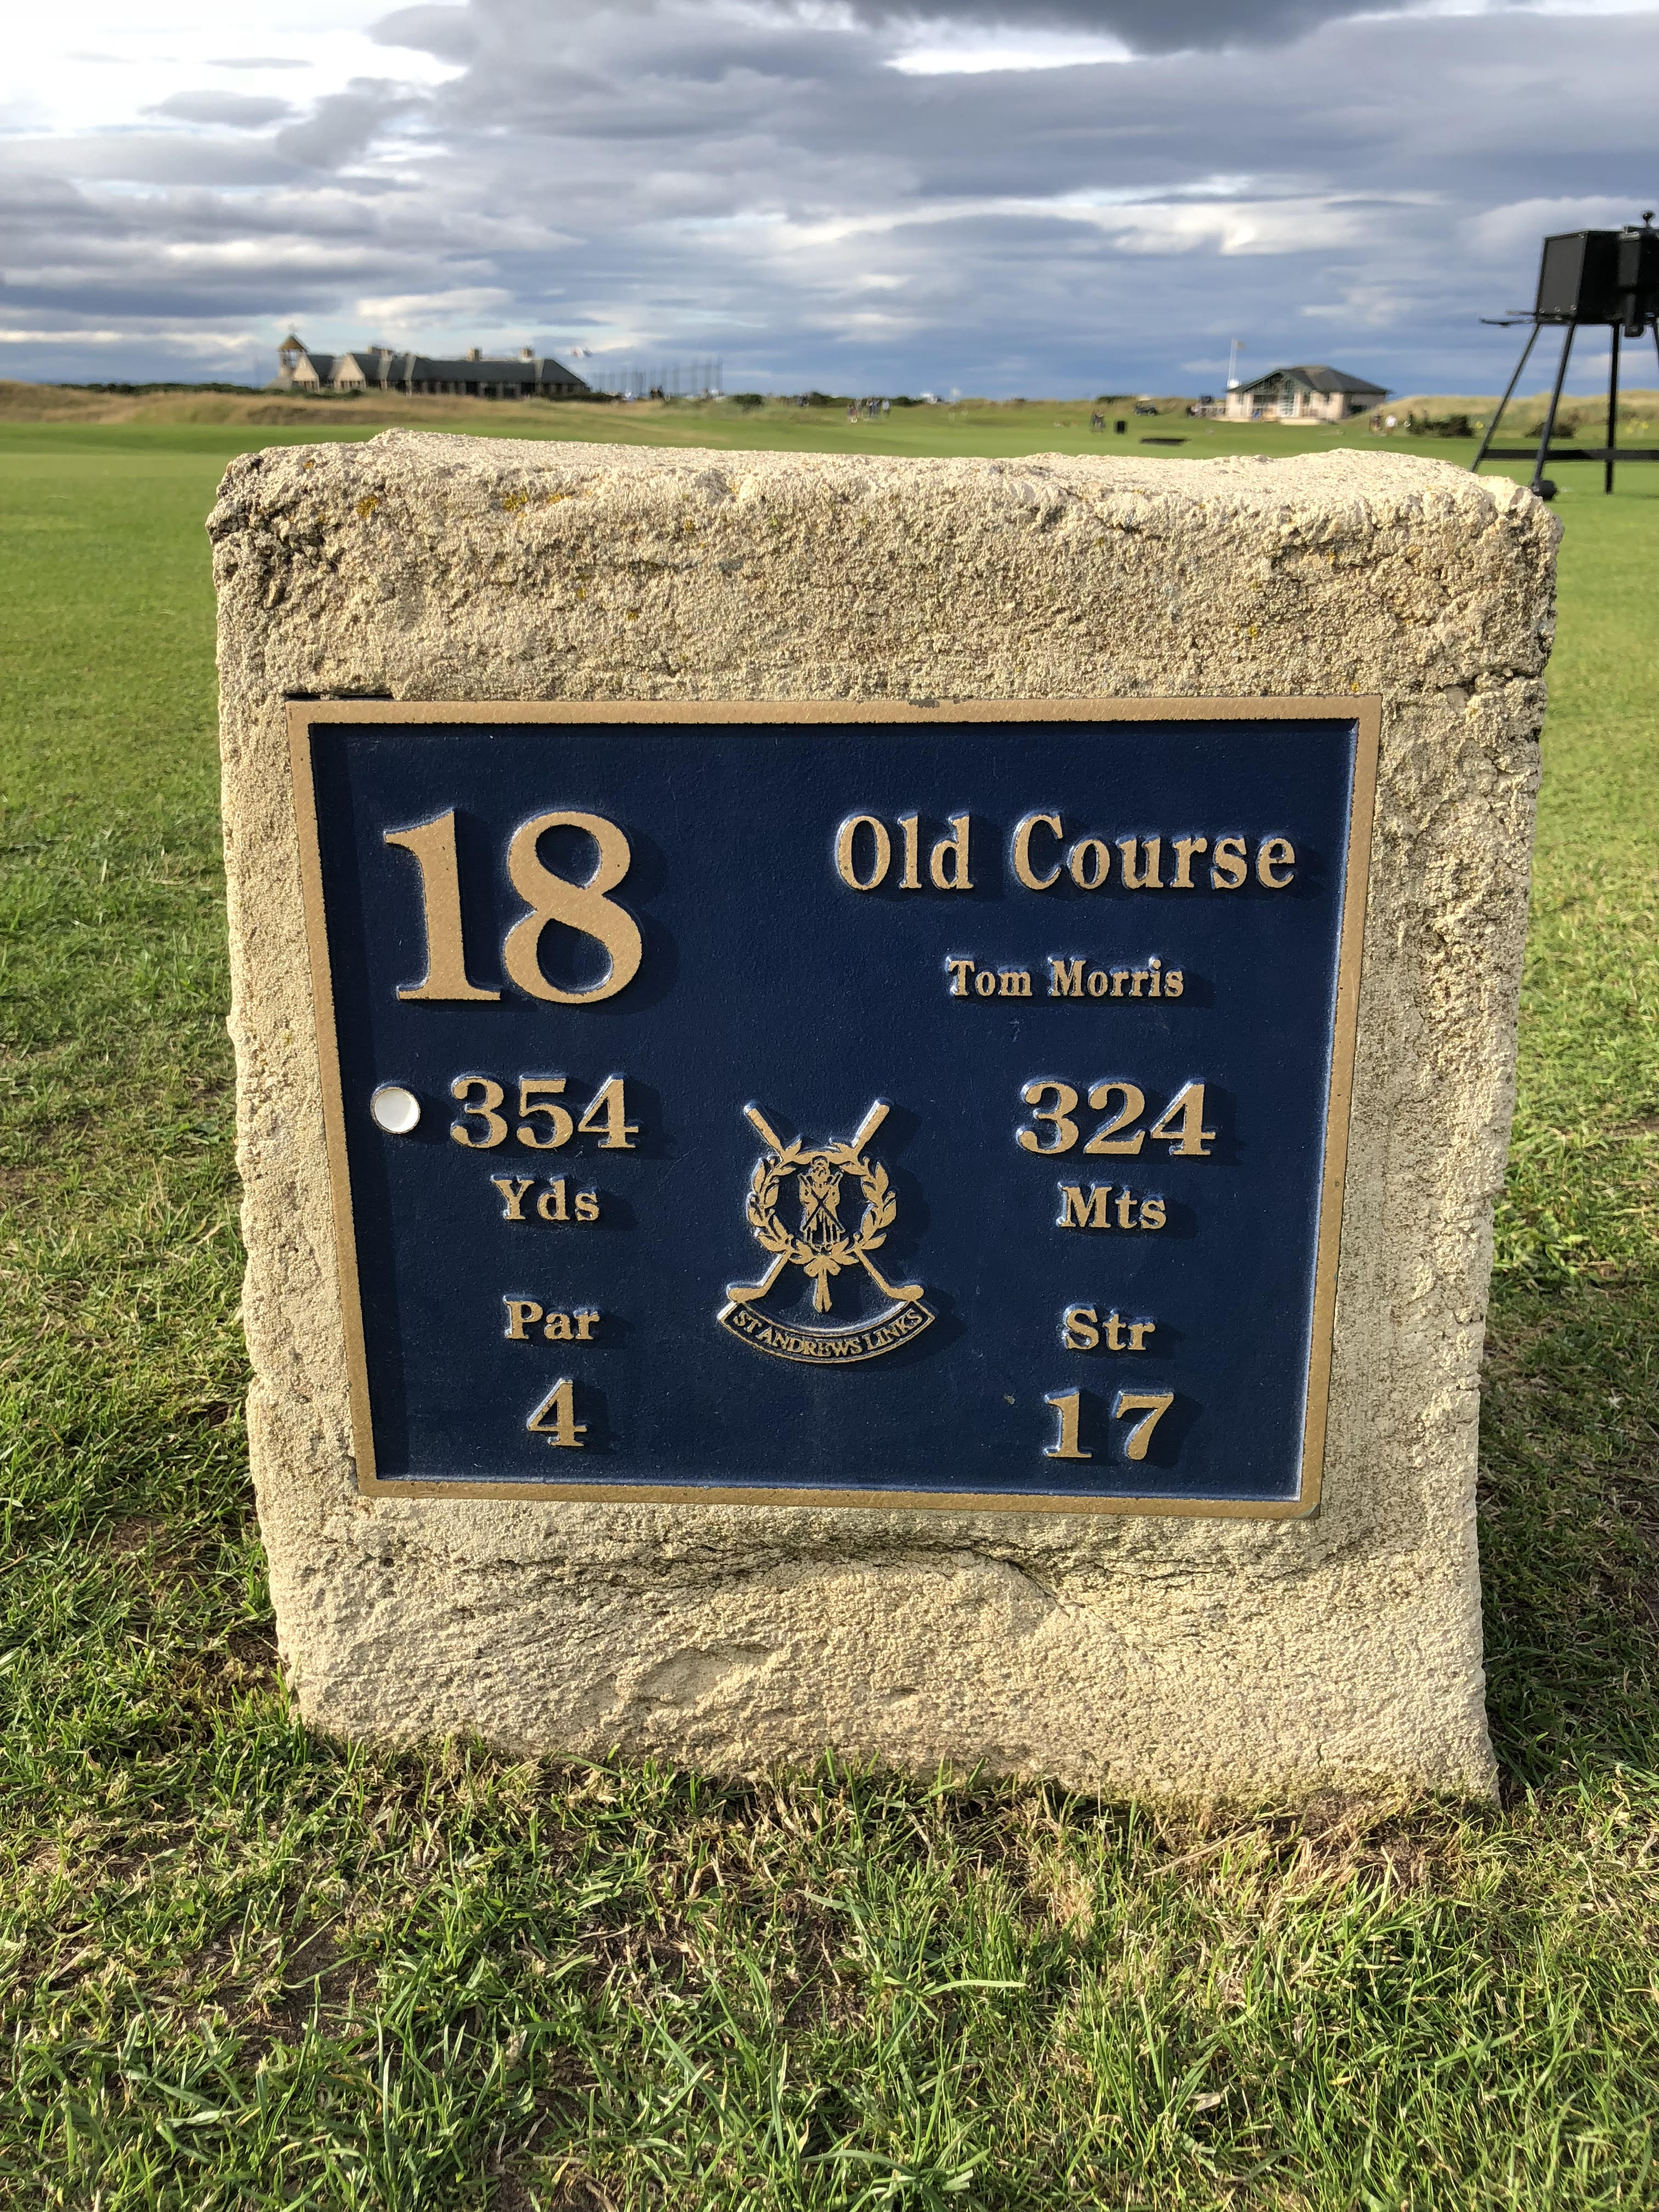 18 Old Course
Tom Morris
354 324
Yds Mts
ST ANDREWS LINKS
Par Str
4 17